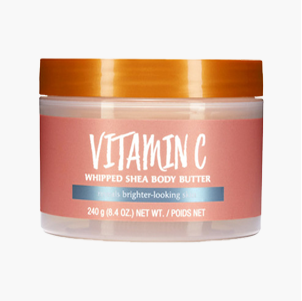 VITAMIN C
WHIPPED SHEA BODY BUTTER
brighter-looking
240 g (8.4 OZ.) NET WT. / POIDS NET